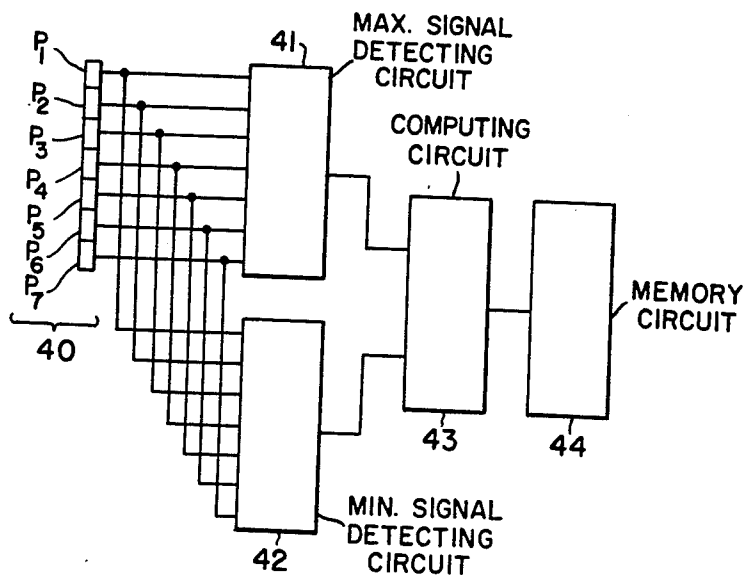 P1
P2
P3
P4
P5
P6
P7
40
41
MAX. SIGNAL
DETECTING
CIRCUIT
COMPUTING
CIRCUIT
MEMORY
CIRCUIT
43
44
MIN. SIGNAL
DETECTING
CIRCUIT
42